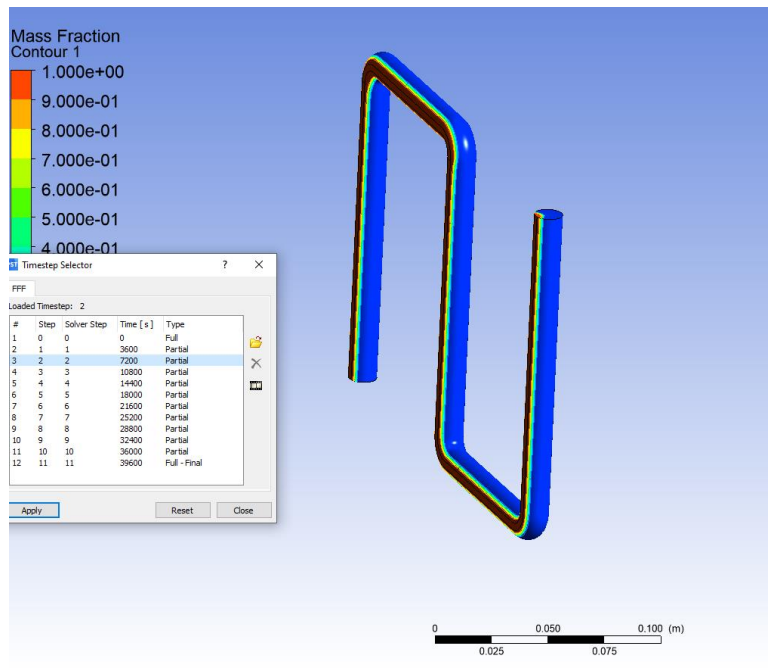 Mass Fraction
Contour 1
1.000e+00
9.000e-01
8.000e-01
7.000e-01
6.000e-01
5.000e-01
4.000e-01
Timestep Selector ? ×
FFF
Loaded Timestep: 2
# Step Solver Step Time [ s ] Type
1 0 0 0 Full
2 1 1 3600 Partial
3 2 2 7200 Partial
4 3 3 10800 Partial
5 4 4 14400 Partial
6 5 5 18000 Partial
7 6 6 21600 Partial
8 7 7 25200 Partial
9 8 8 28800 Partial
10 9 9 32400 Partial
11 10 10 36000 Partial
12 11 11 39600 Full - Final
Apply Reset Close
0 0.050 0.100 (m)
0.025 0.075